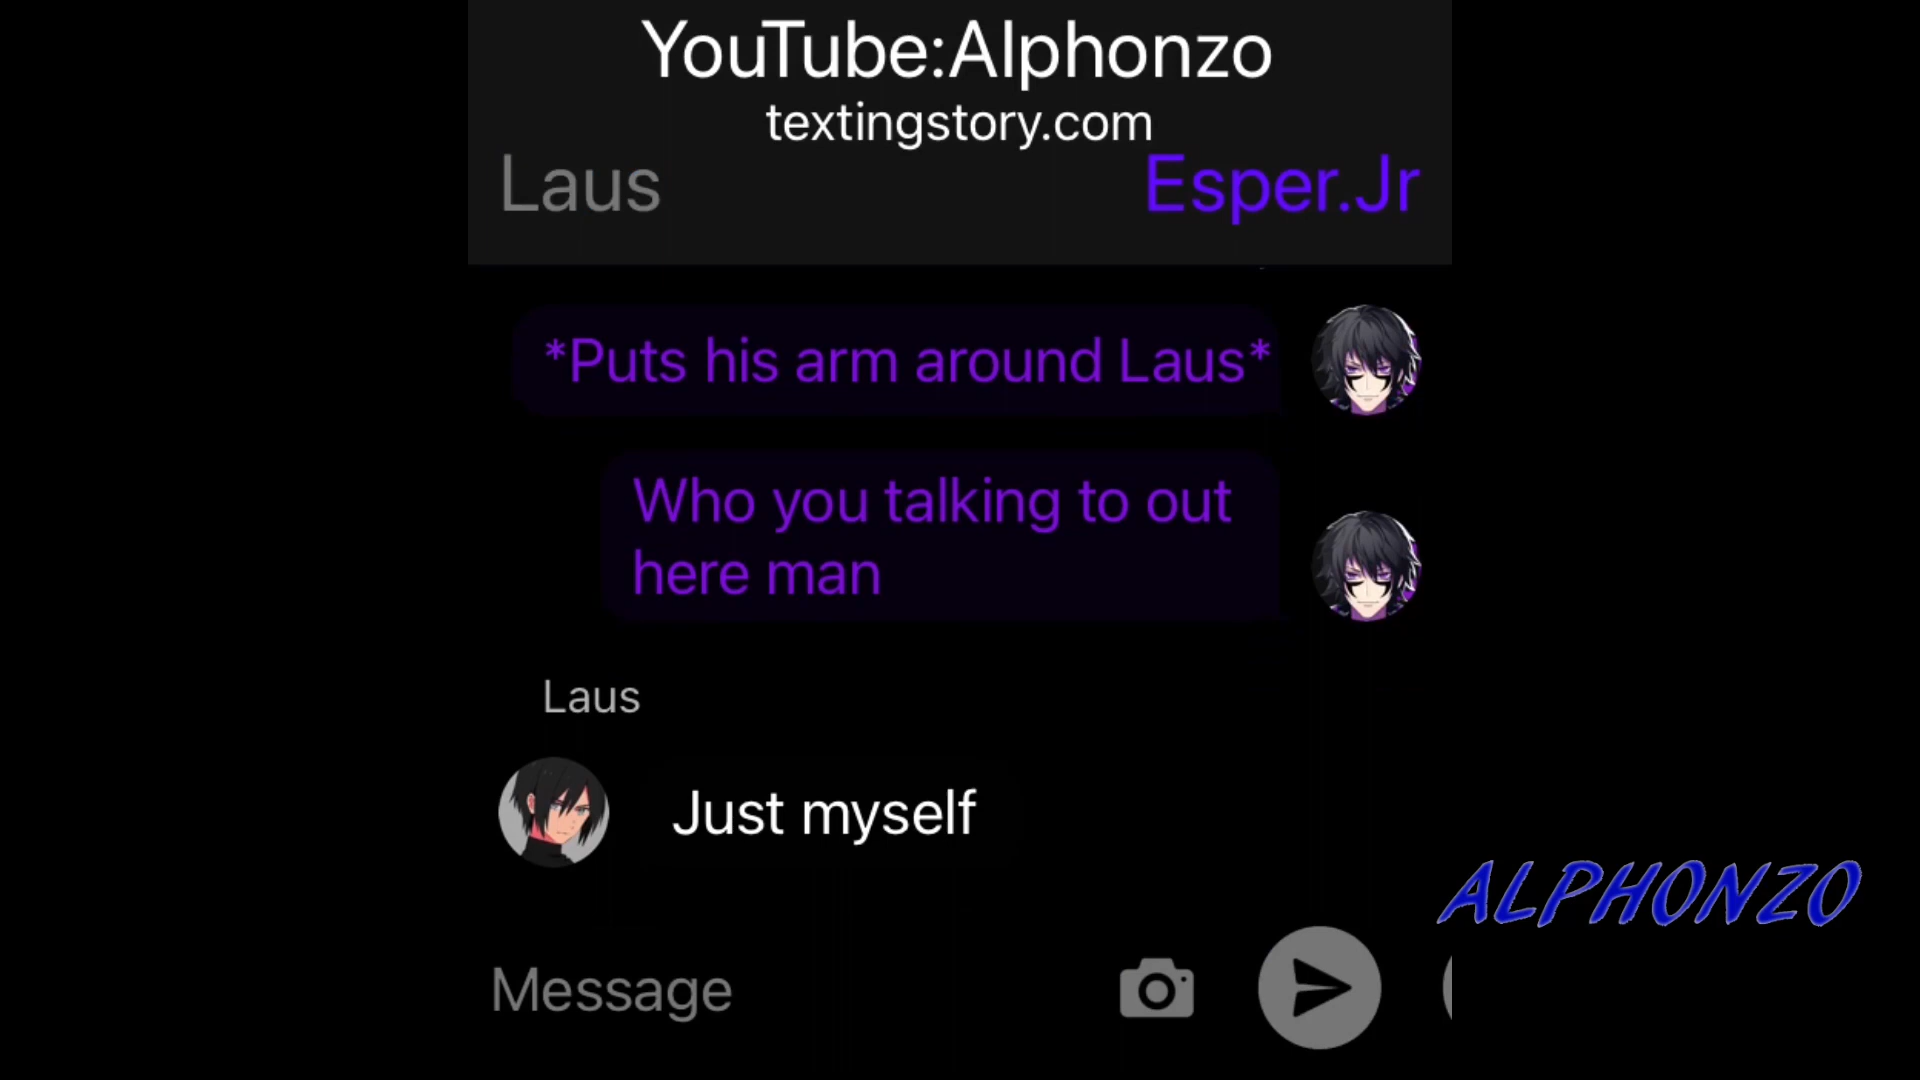 YouTube:Alphonzo
textingstory.com
Laus
Esper.Jr
*Puts his arm around Laus*
Who you talking to out
here man
Laus
Just myself
ALPHONZO
Message